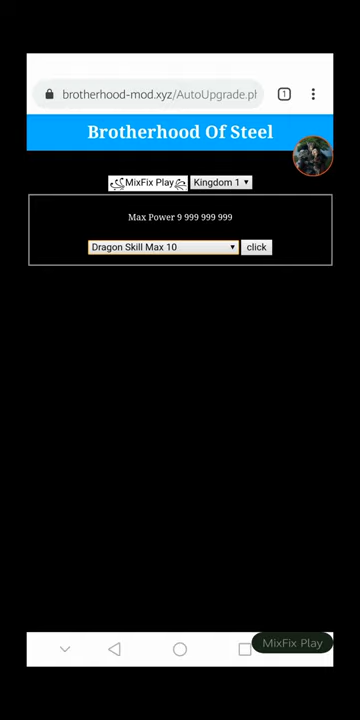 brotherhood-mod.xyz/AutoUpgrade.ph
1
Brotherhood Of Steel
MixFix Play
Kingdom 1
Max Power 9 999 999 999
Dragon Skill Max 10
click
MixFix Play